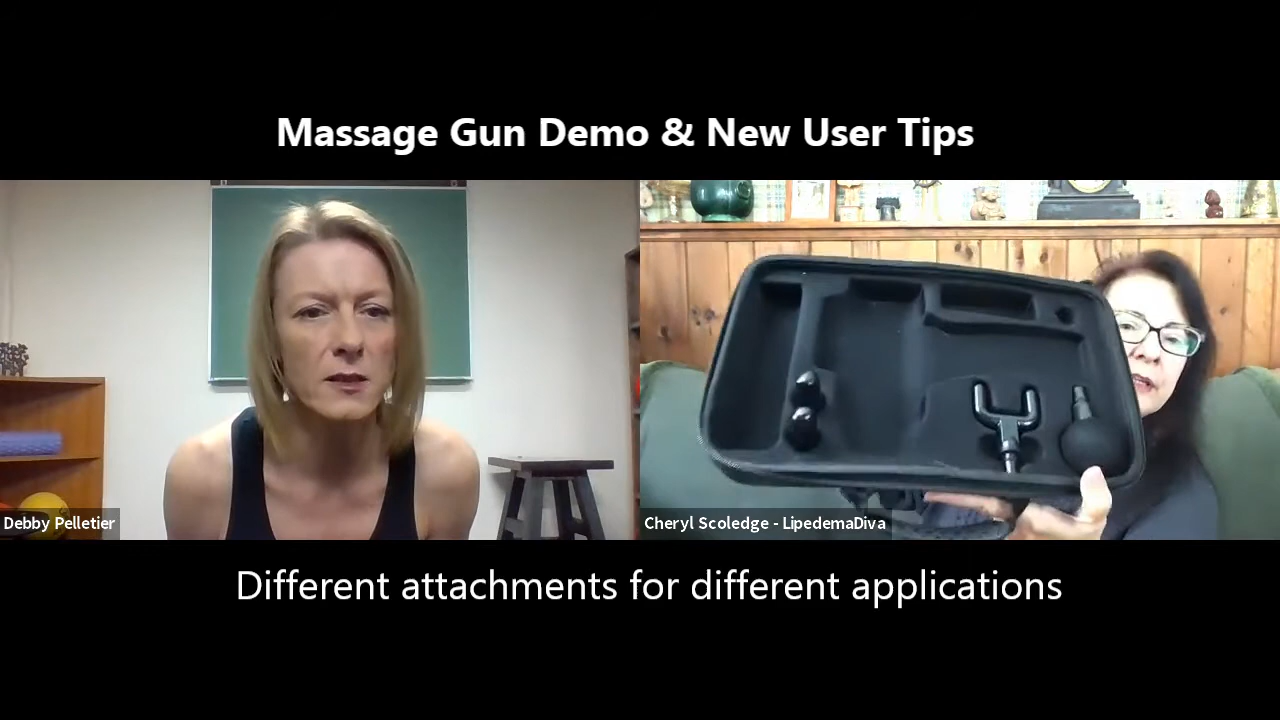 Massage Gun Demo & New User Tips
Debby Pelletier
Cheryl Scoledge - LipedemaDiva
Different attachments for different applications